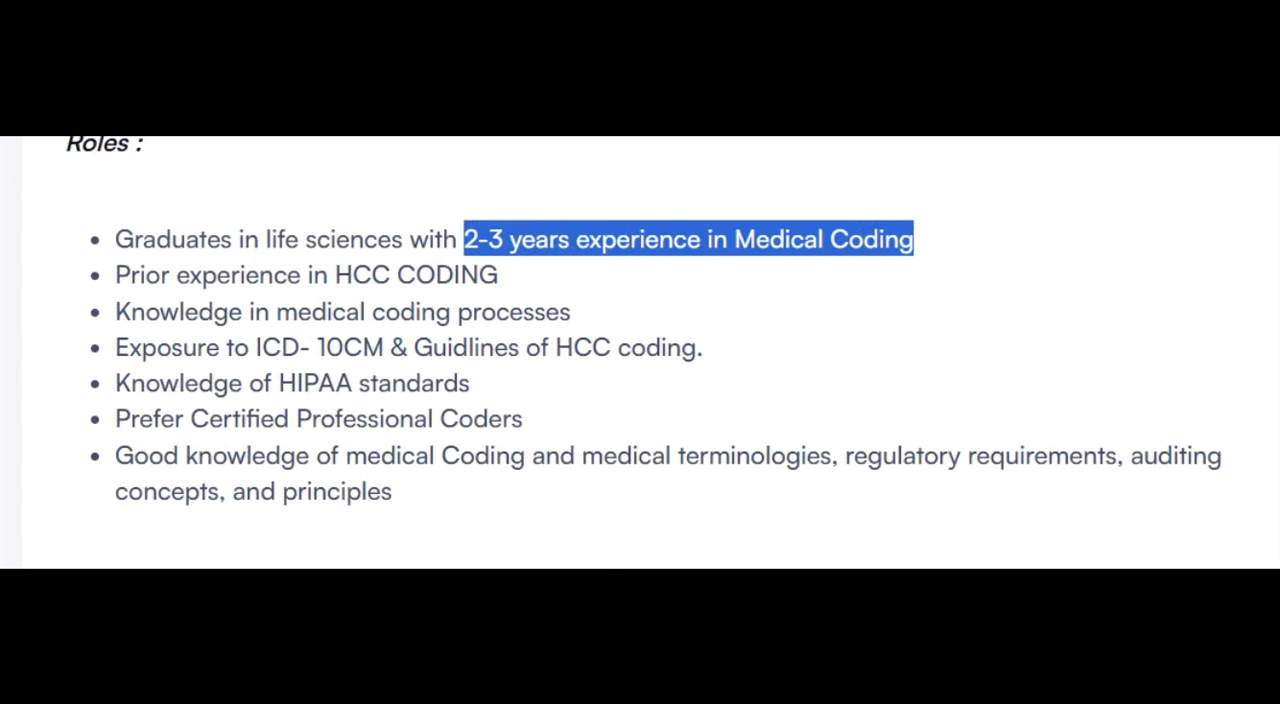 Roles :
Graduates in life sciences with 2-3 years experience in Medical Coding
Prior experience in HCC CODING
Knowledge in medical coding processes
Exposure to ICD- 10CM & Guidlines of HCC coding.
Knowledge of HIPAA standards
Prefer Certified Professional Coders
Good knowledge of medical Coding and medical terminologies, regulatory requirements, auditing
concepts, and principles